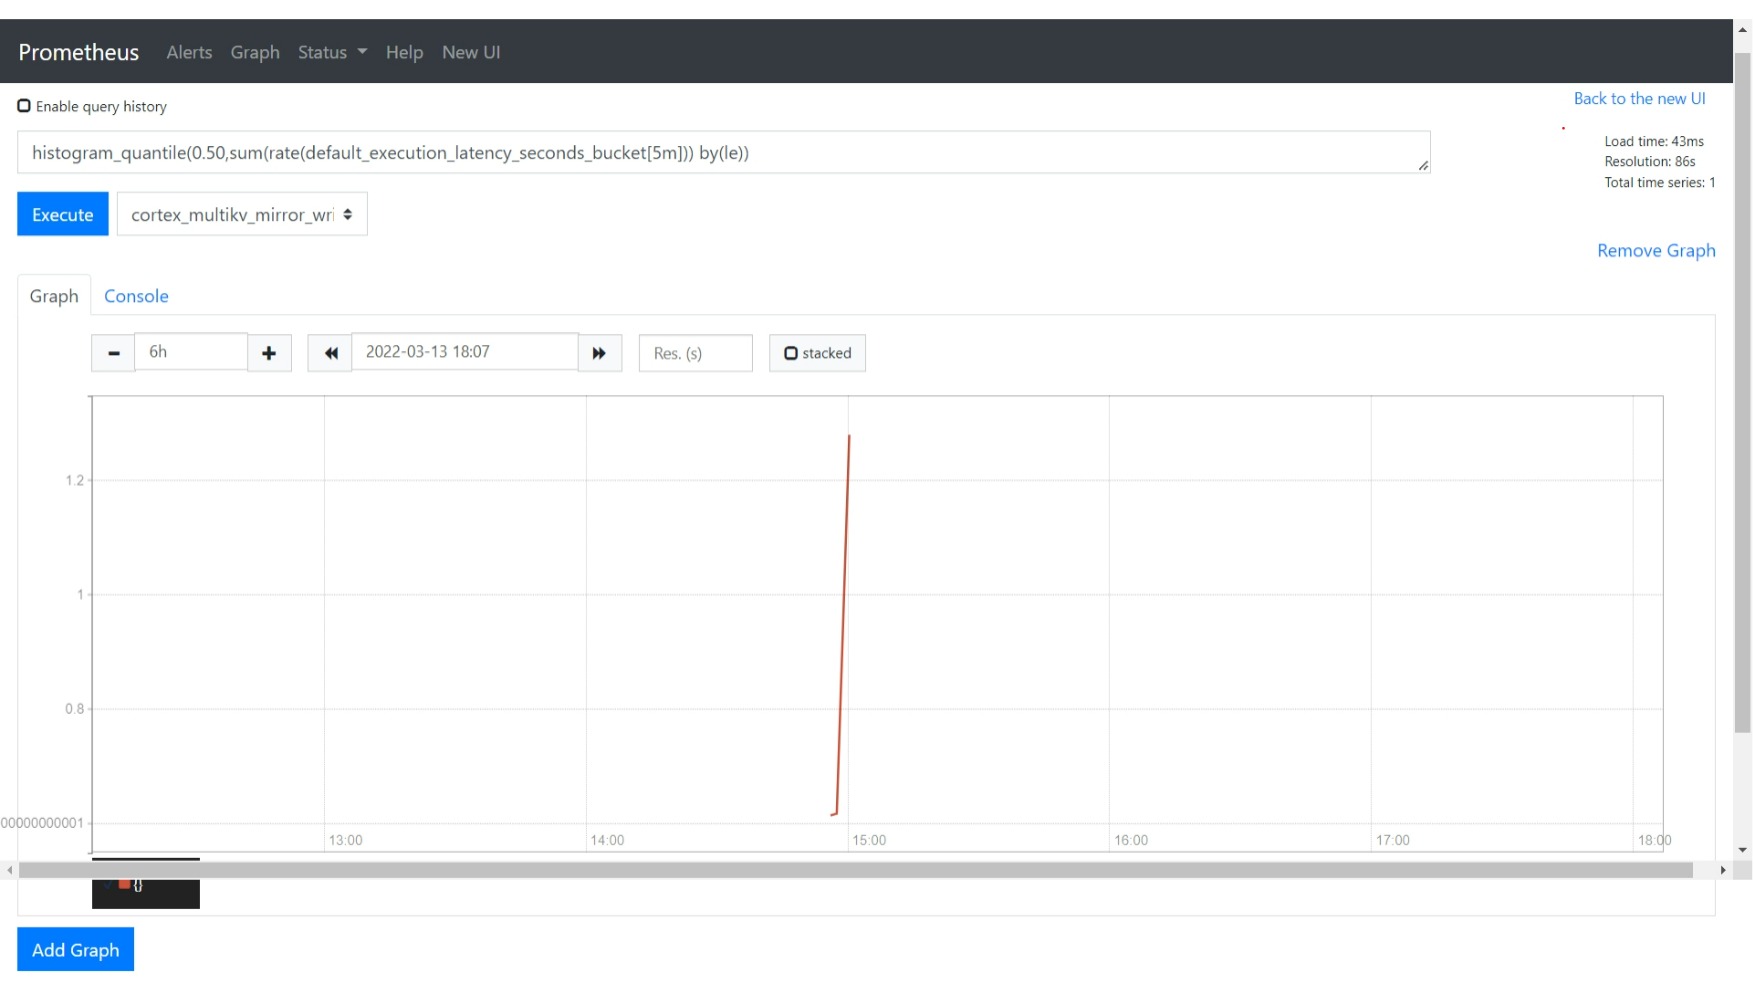 Prometheus Alerts Graph Status Help New UI
Enable query history
Back to the new UI
histogram_quantile(0.50,sum(rate(default_execution_latency_seconds_bucket[5m])) by(le))
Load time: 43ms
Resolution: 86s
Total time series: 1
Execute cortex_multikv_mirror_wri
Remove Graph
Graph Console
6h 2022-03-13 18:07 Res. (s) stacked
1.2
1
0.8
00000000001
13:00 14:00 15:00 16:00 17:00 18:00
{}
Add Graph